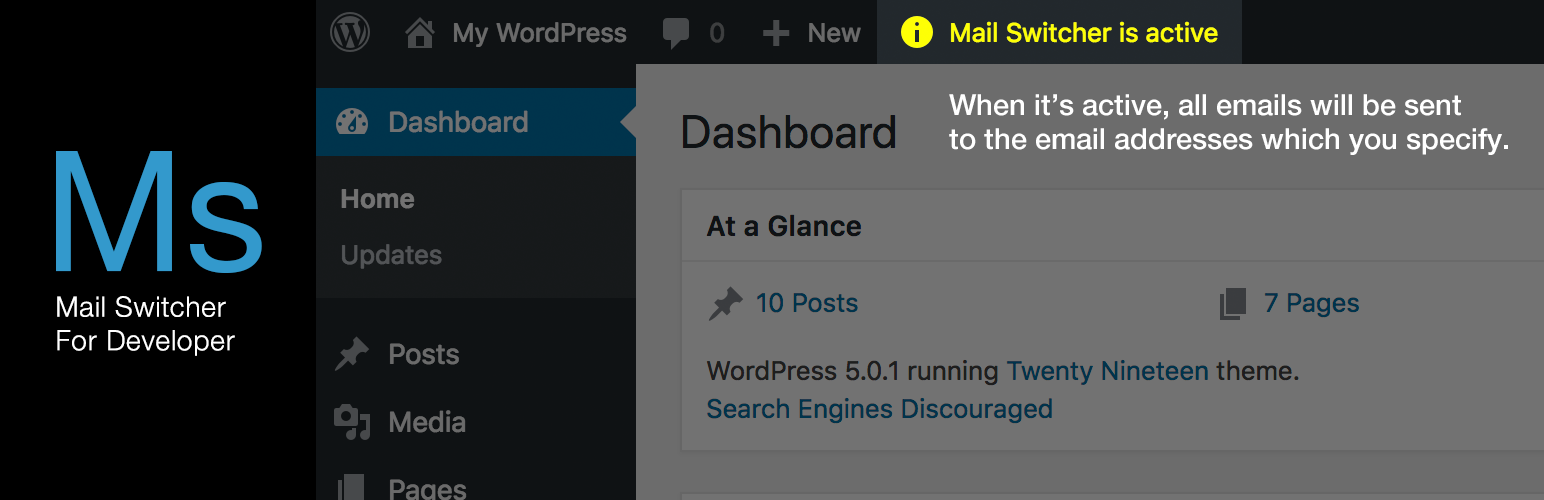 Ms
Mail Switcher
For Developer
My WordPress
0
New
Mail Switcher is active
When it’s active, all emails will be sent
to the email addresses which you specify.
Dashboard
Home
Updates
Posts
Media
Pages
Dashboard
At a Glance
10 Posts
7 Pages
WordPress 5.0.1 running Twenty Nineteen theme.
Search Engines Discouraged